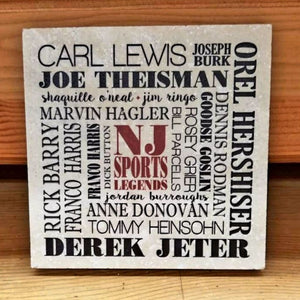 CARL LEWIS
JOSEPH
BURK
JOE THEISMAN
shaquille o'neal • jim ringo
MARVIN HAGLER
RICK BARRY
FRANCO HARRIS
FRANCO HARRIS
DICK BUTTON
NJ
SPORTS
LEGENDS
BILL PARCELLS
ROSEY GRIER
GOOSE GOSLIN
DENNIS RODMAN
OREL HERSHISER
jordan burroughs
ANNE DONOVAN
TOMMY HEINSOHN
DEREK JETER